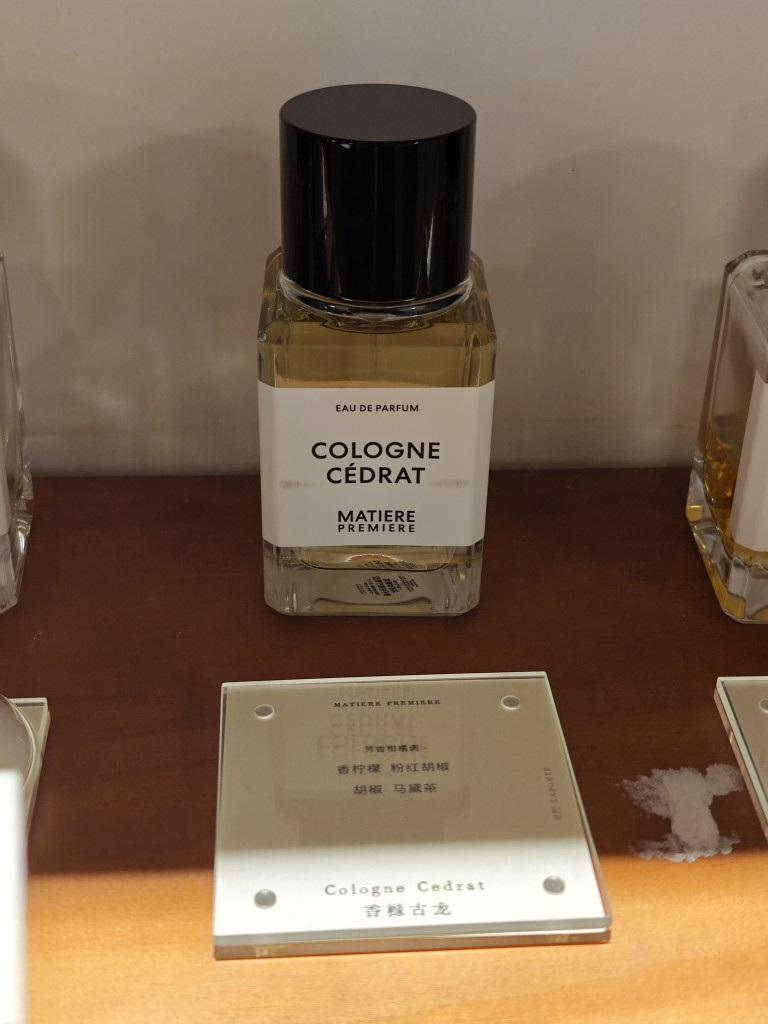 EAU DE PARFUM
COLOGNE
CÉDRAT
MATIERE
PREMIERE
MATIERE PREMIERE
-芳香柑橘调-
香柠檬 粉红胡椒
胡椒 马黛茶
LAPORTE
Cologne Cedrat
香橼古龙